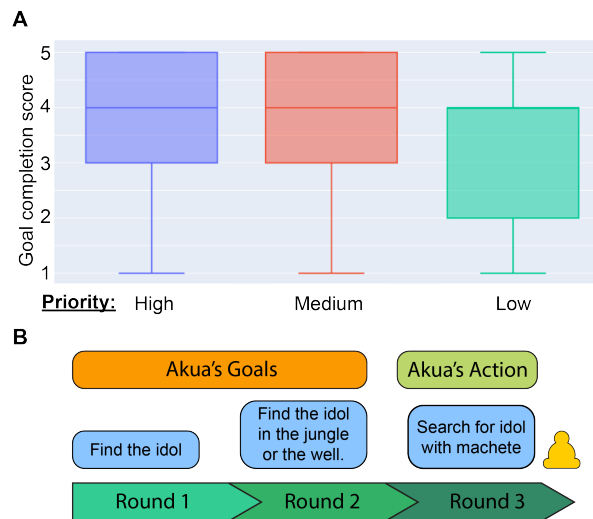 A
Goal completion score
5
4
3
2
1
Priority: High Medium Low
B
Akua's Goals
Akua's Action
Find the idol
Find the idol
in the jungle
or the well.
Search for idol
with machete
Round 1
Round 2
Round 3